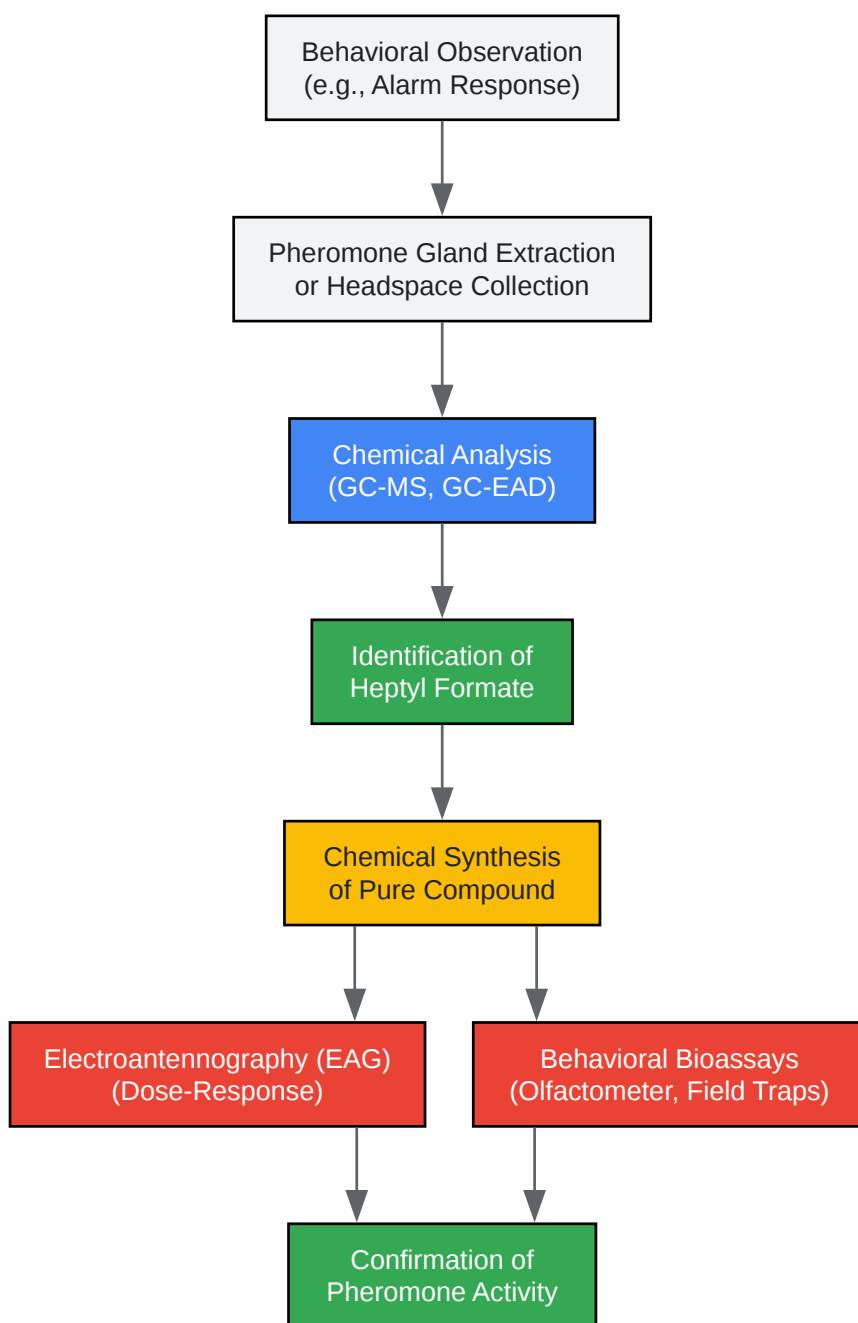 Behavioral Observation
(e.g., Alarm Response)
Pheromone Gland Extraction
or Headspace Collection
Chemical Analysis
(GC-MS, GC-EAD)
Identification of
Heptyl Formate
Chemical Synthesis
of Pure Compound
Electroantennography (EAG)
(Dose-Response)
Behavioral Bioassays
(Olfactometer, Field Traps)
Confirmation of
Pheromone Activity